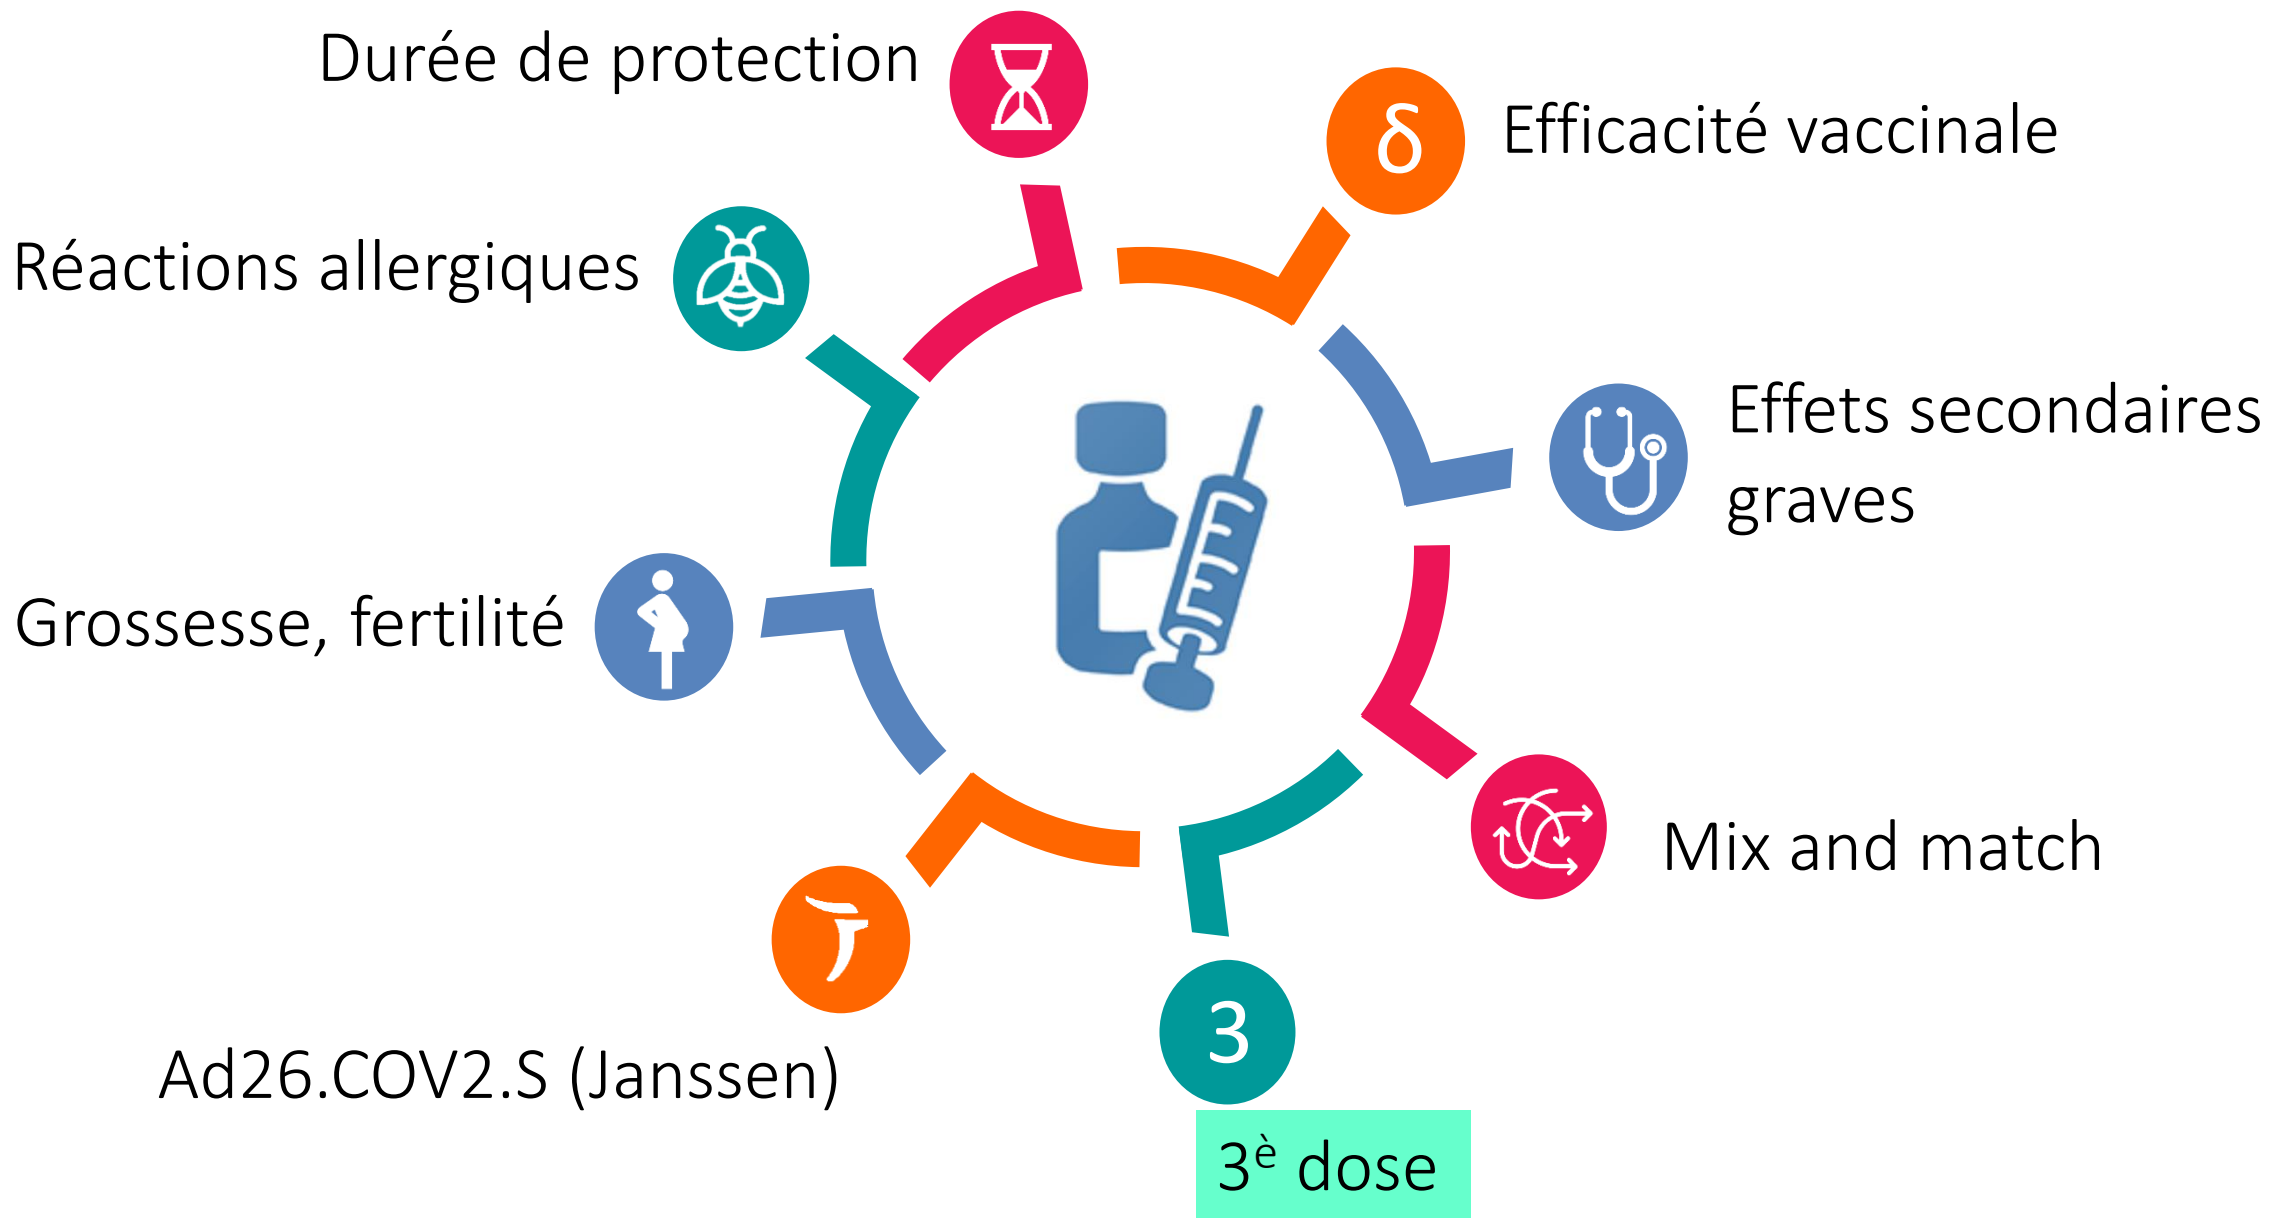 Durée de protection
δ
Efficacité vaccinale
Réactions allergiques
Effets secondaires
graves
Grossesse, fertilité
Mix and match
Ad26.COV2.S (Janssen)
3
3è dose